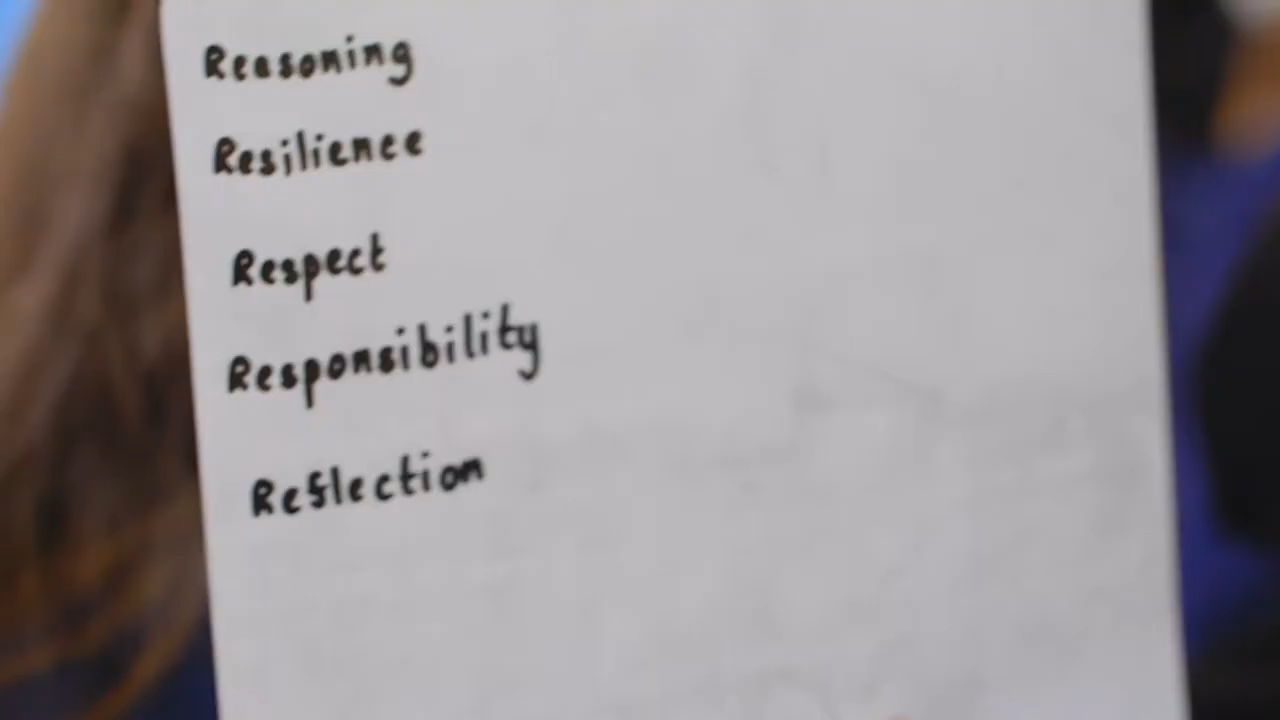 Reasoning
Resilience
Respect
Responsibility
Reflection